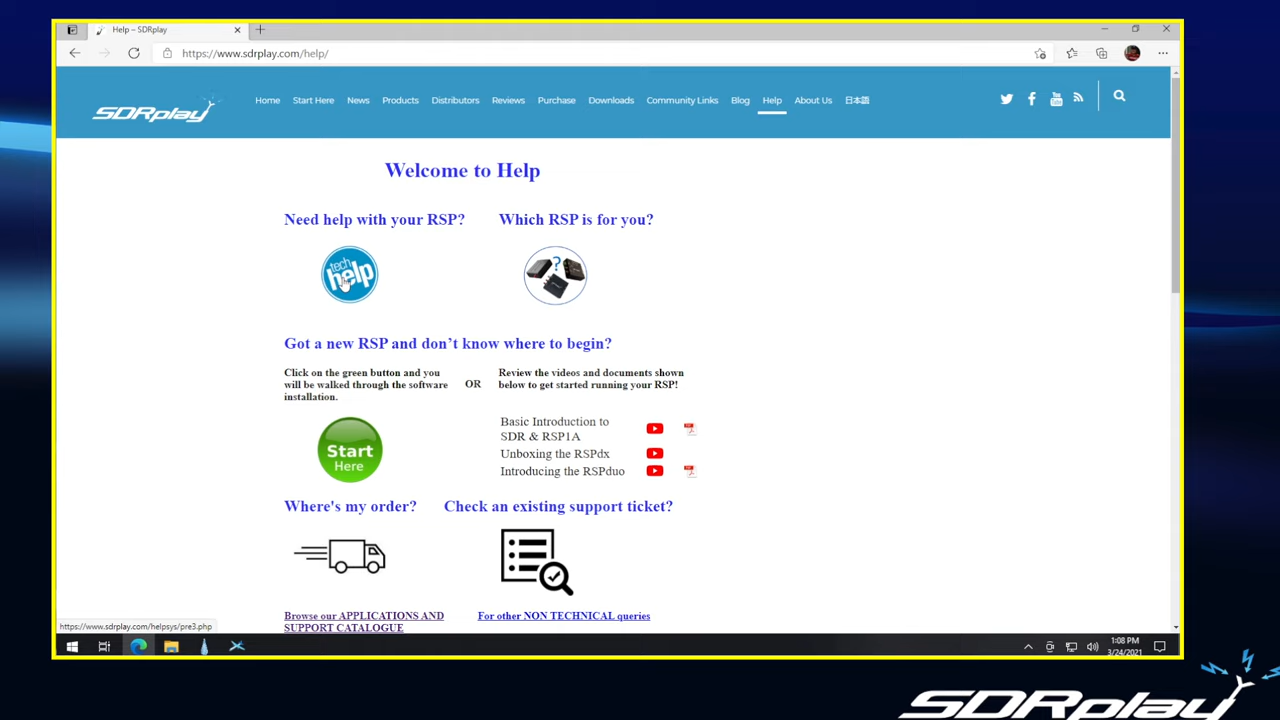 Help – SDRplay
https://www.sdrplay.com/help/
SDRplay
Home Start Here News Products Distributors Reviews Purchase Downloads Community Links Blog Help About Us 日本語
Welcome to Help
Need help with your RSP? Which RSP is for you?
tech
help
?
Got a new RSP and don’t know where to begin?
Click on the green button and you
will be walked through the software
installation.
OR
Review the videos and documents shown
below to get started running your RSP!
Start
Here
Basic Introduction to
SDR & RSP1A
Unboxing the RSPdx
Introducing the RSPduo
Where's my order? Check an existing support ticket?
Browse our APPLICATIONS AND
SUPPORT CATALOGUE
For other NON TECHNICAL queries
https://www.sdrplay.com/helpsys/pre3.php
1:08 PM
3/24/2021
SDRplay